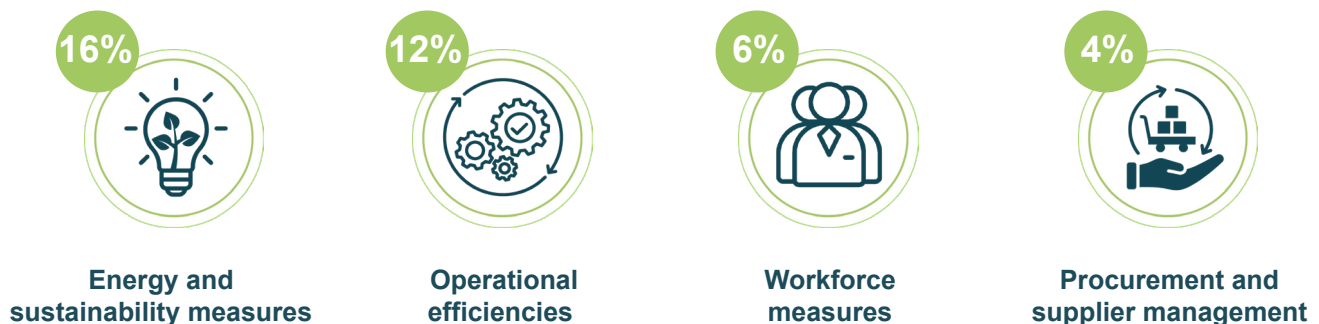 16%
12%
6%
4%
Energy and
sustainability measures
Operational
efficiencies
Workforce
measures
Procurement and
supplier management